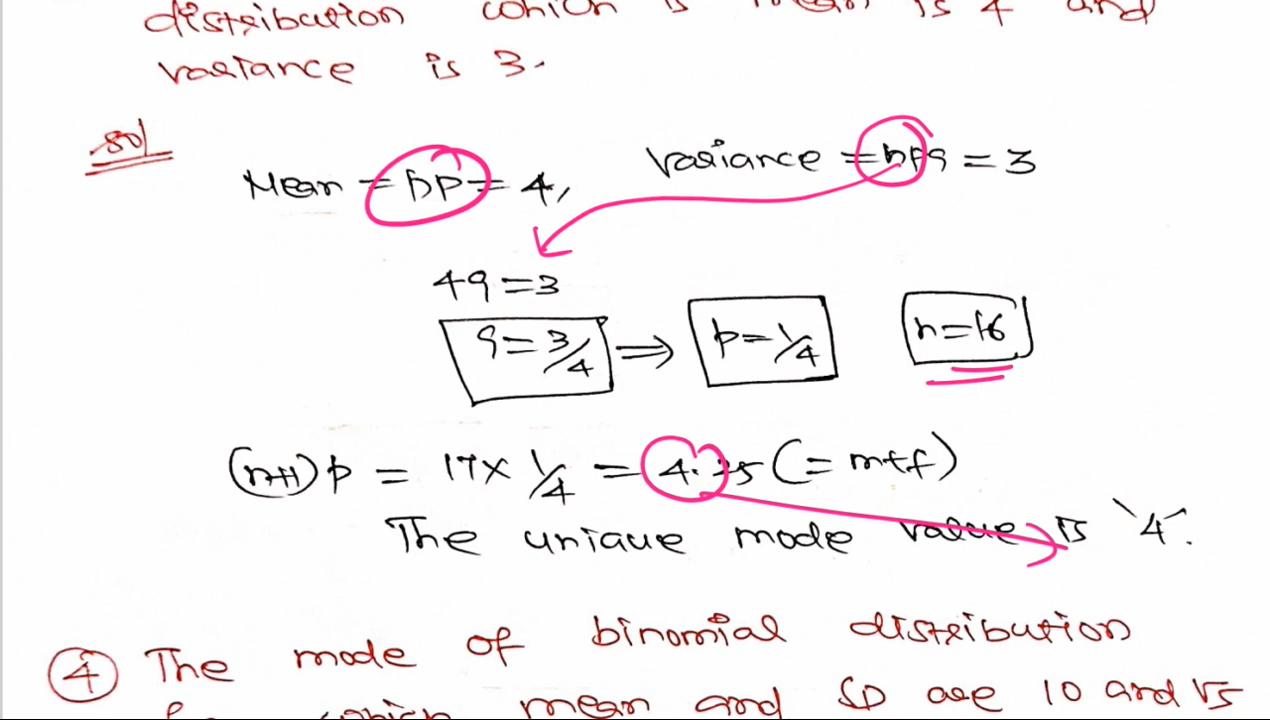 distribution which is mean is 4 and
variance is 3.
Sol
Mean = np = 4, Variance = npq = 3
4q = 3
q = 3/4 ⇒ p = 1/4 n = 16
(n+1) p = 17 × 1/4 = 4.25 (= m+f)
The unique mode value is '4'.
④ The mode of binomial distribution
which mean and SD are 10 and √5